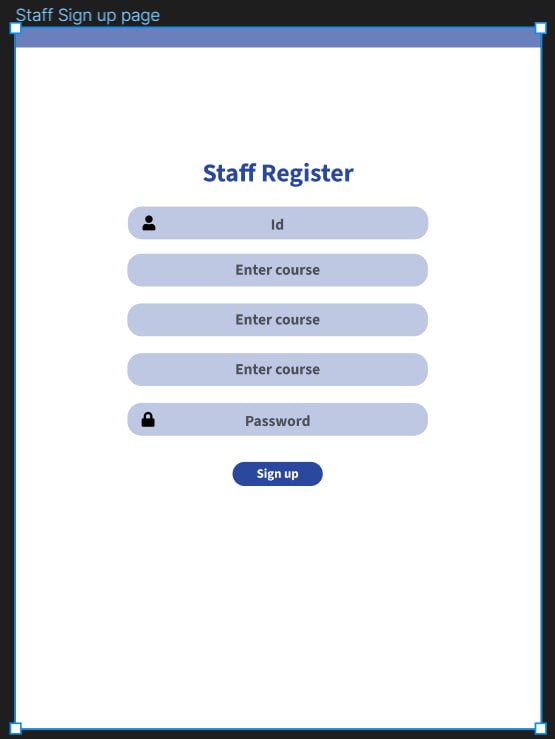 Staff Sign up page
Staff Register
Id
Enter course
Enter course
Enter course
Password
Sign up